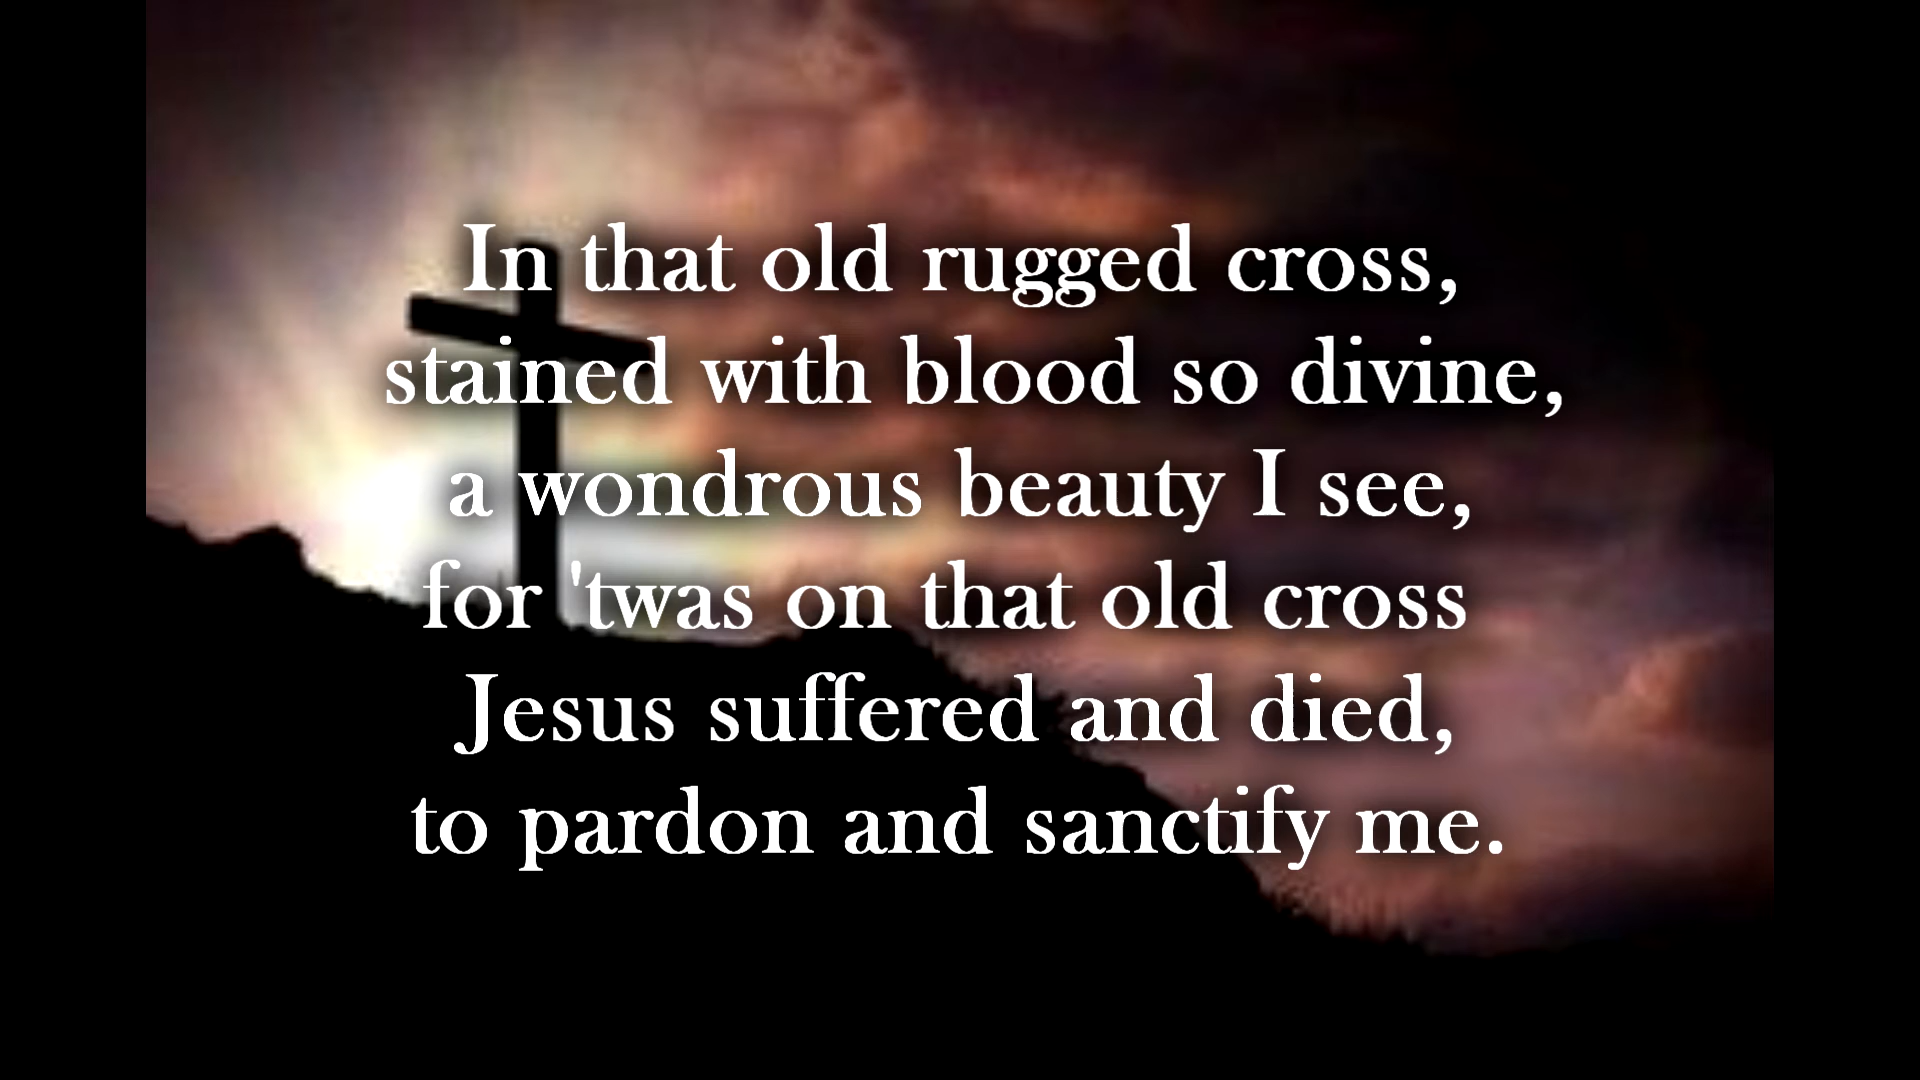 In that old rugged cross,
stained with blood so divine,
a wondrous beauty I see,
for 'twas on that old cross
Jesus suffered and died,
to pardon and sanctify me.